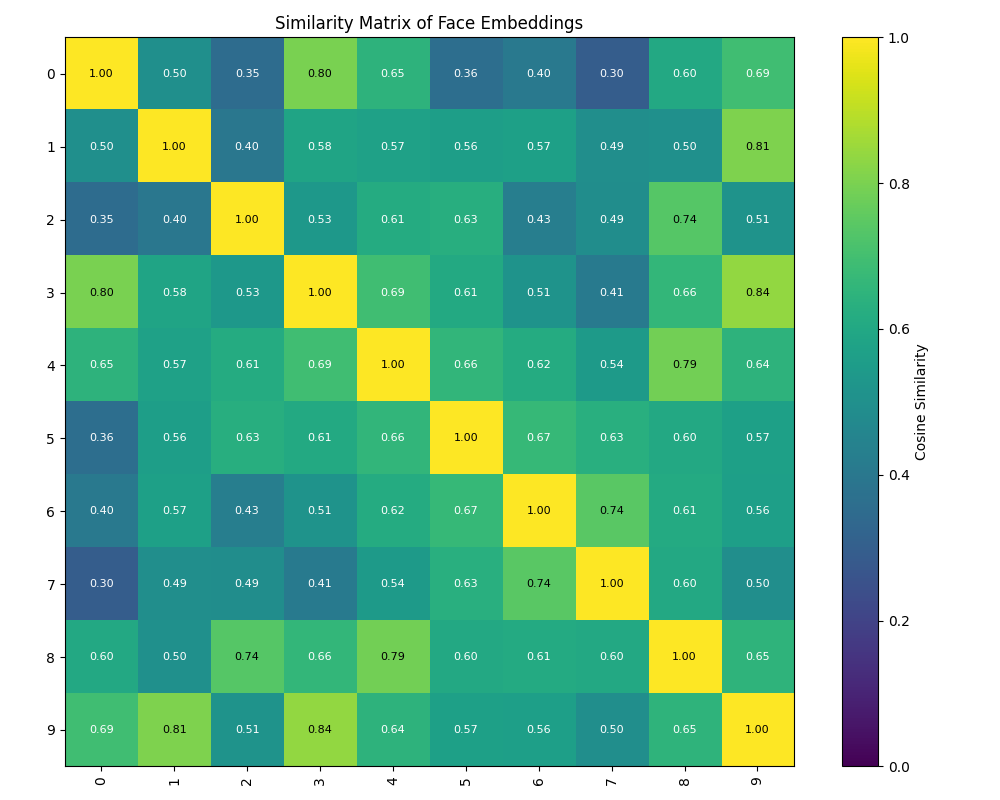 Similarity Matrix of Face Embeddings
0 1.00 0.50 0.35 0.80 0.65 0.36 0.40 0.30 0.60 0.69
1 0.50 1.00 0.40 0.58 0.57 0.56 0.57 0.49 0.50 0.81
2 0.35 0.40 1.00 0.53 0.61 0.63 0.43 0.49 0.74 0.51
3 0.80 0.58 0.53 1.00 0.69 0.61 0.51 0.41 0.66 0.84
4 0.65 0.57 0.61 0.69 1.00 0.66 0.62 0.54 0.79 0.64
5 0.36 0.56 0.63 0.61 0.66 1.00 0.67 0.63 0.60 0.57
6 0.40 0.57 0.43 0.51 0.62 0.67 1.00 0.74 0.61 0.56
7 0.30 0.49 0.49 0.41 0.54 0.63 0.74 1.00 0.60 0.50
8 0.60 0.50 0.74 0.66 0.79 0.60 0.61 0.60 1.00 0.65
9 0.69 0.81 0.51 0.84 0.64 0.57 0.56 0.50 0.65 1.00
0 1 2 3 4 5 6 7 8 9
1.0
0.8
0.6
0.4
0.2
0.0
Cosine Similarity